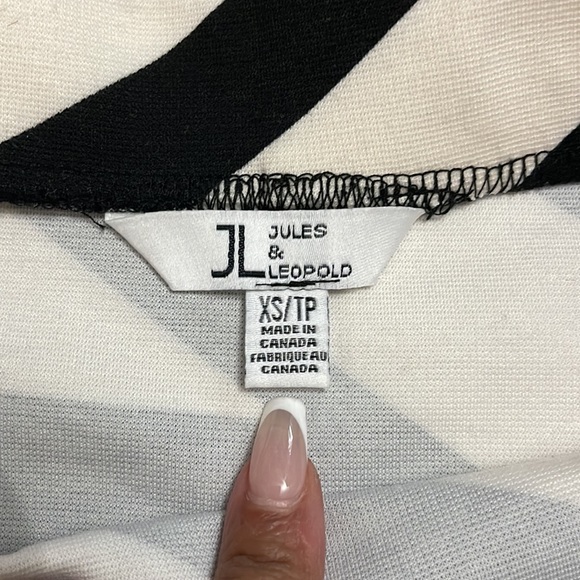 JL
JULES
&
LEOPOLD
XS/TP
MADE IN
CANADA
FABRIQUE AU
CANADA